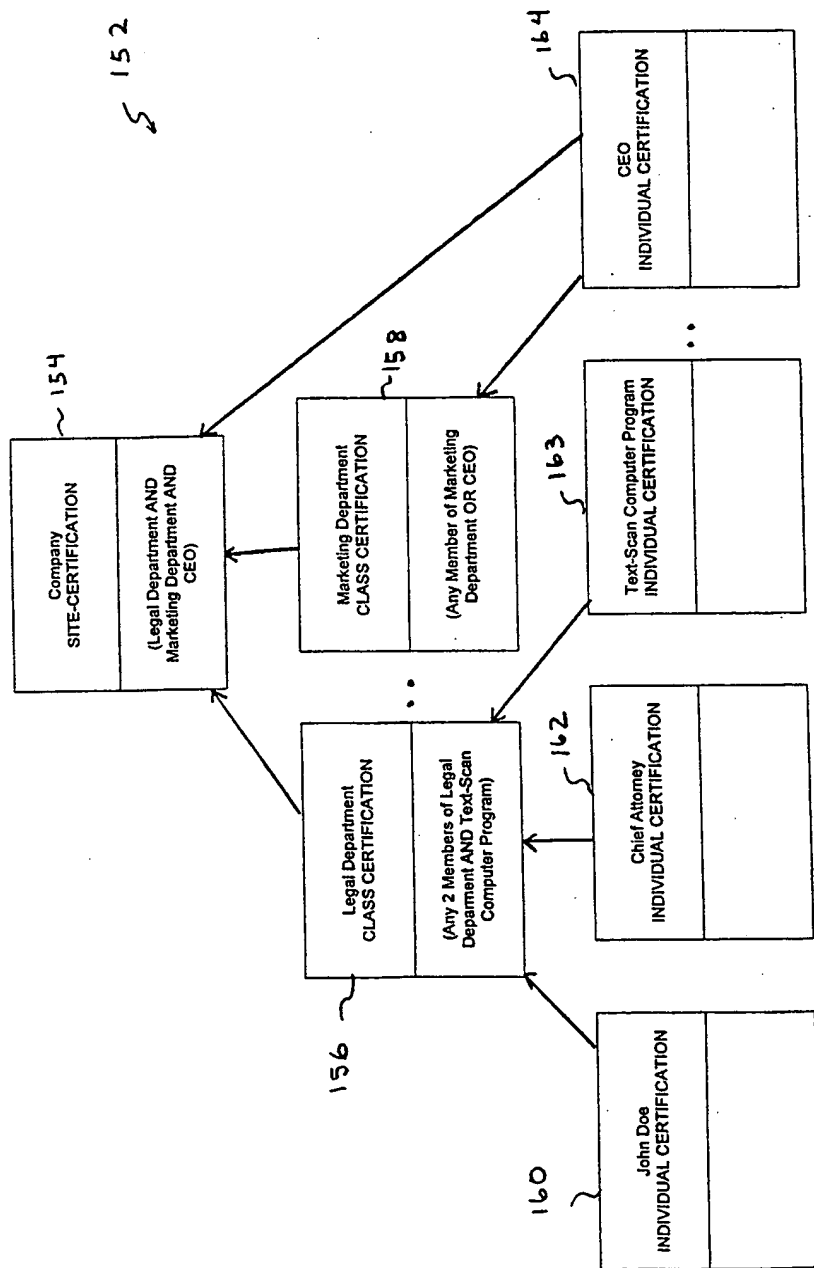 152
154
Company
SITE-CERTIFICATION
(Legal Department AND
Marketing Department AND
CEO)
156
Legal Department
CLASS CERTIFICATION
(Any 2 Members of Legal
Deparment AND Text-Scan
Computer Program)
..
158
Marketing Department
CLASS CERTIFICATION
(Any Member of Marketing
Department OR CEO)
160
John Doe
INDIVIDUAL CERTIFICATION
162
Chief Attorney
INDIVIDUAL CERTIFICATION
163
Text-Scan Computer Program
INDIVIDUAL CERTIFICATION
..
164
CEO
INDIVIDUAL CERTIFICATION